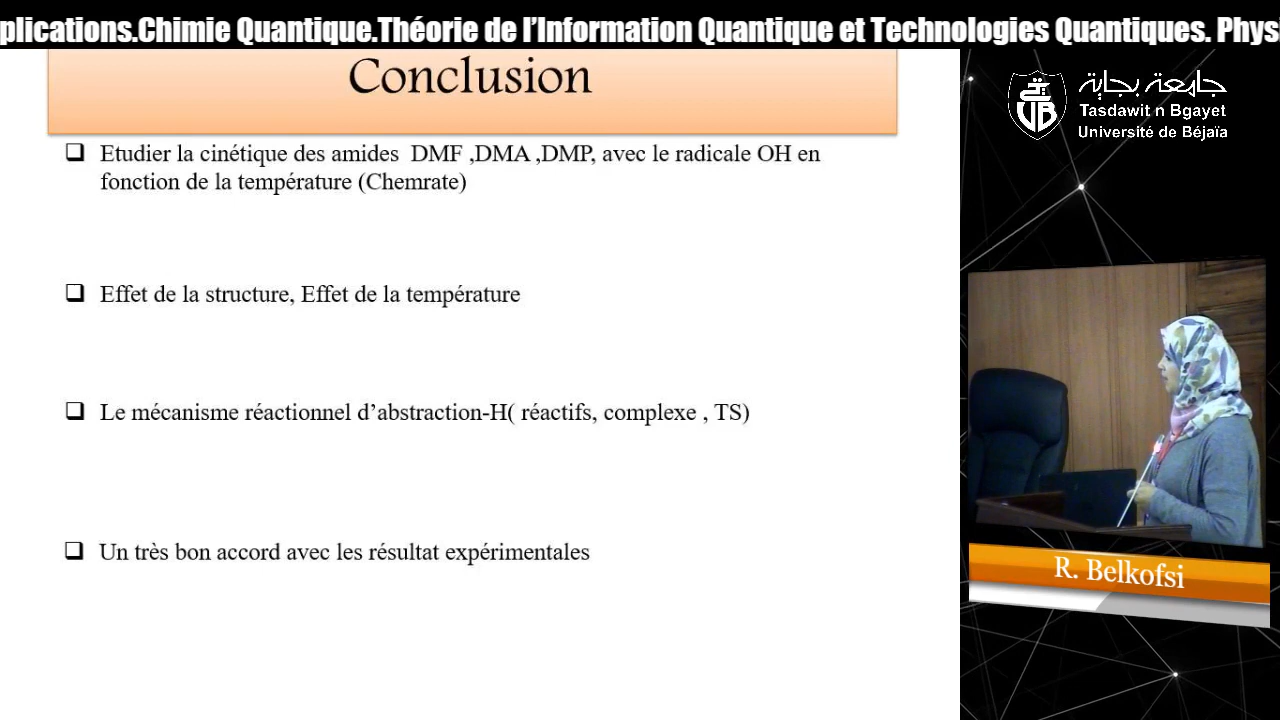 plications.Chimie Quantique.Théorie de l’Information Quantique et Technologies Quantiques. Phys
Conclusion
Etudier la cinétique des amides DMF ,DMA ,DMP, avec le radicale OH en
fonction de la température (Chemrate)
Effet de la structure, Effet de la température
Le mécanisme réactionnel d’abstraction-H( réactifs, complexe , TS)
Un très bon accord avec les résultat expérimentales
جامعة بجاية
Tasdawit n Bgayet
Université de Béjaïa
UB
R. Belkofsi